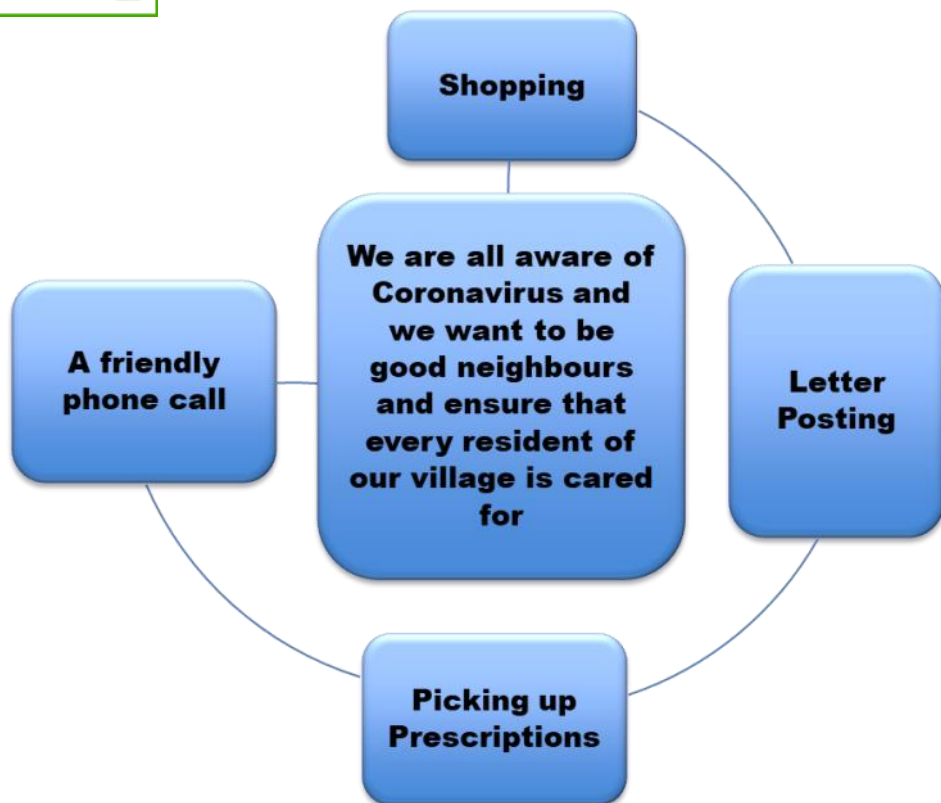 Shopping
We are all aware of
Coronavirus and
we want to be
good neighbours
and ensure that
every resident of
our village is cared
for
A friendly
phone call
Letter
Posting
Picking up
Prescriptions